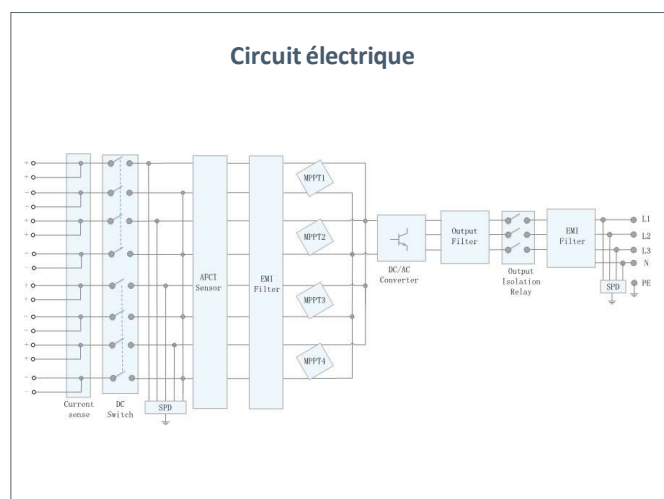 Circuit électrique
+
+
-
-
+
+
-
-
+
+
-
-
+
+
-
-
Current
sense
DC
Switch
SPD
AFCI
Sensor
EMI
Filter
MPPT1
MPPT2
MPPT3
MPPT4
DC/AC
Converter
Output
Filter
Output
Isolation
Relay
EMI
Filter
SPD
L1
L2
L3
N
PE